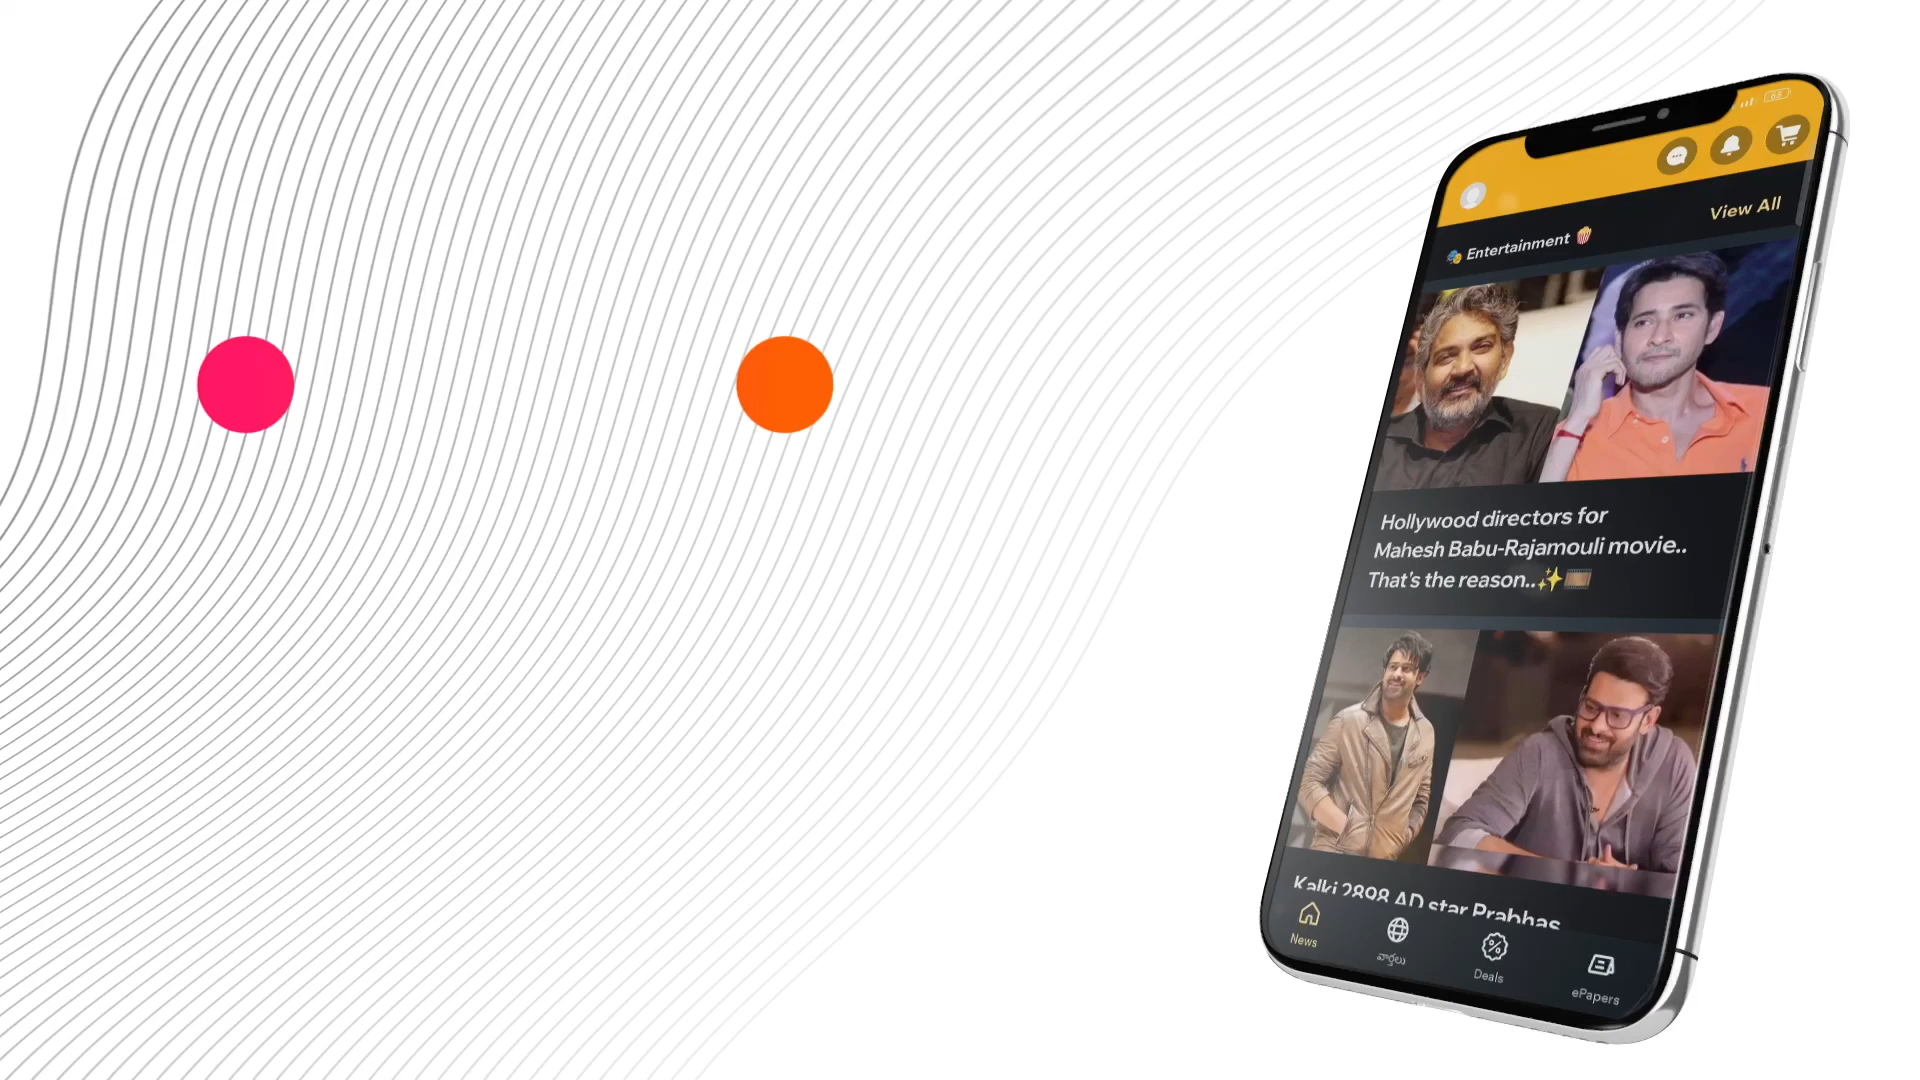 68
View All
🎭 Entertainment 🍿
Hollywood directors for
Mahesh Babu-Rajamouli movie..
That's the reason..✨🎞️
Kalki 2898 AD star Prabhas
News
వార్తలు
Deals
ePapers